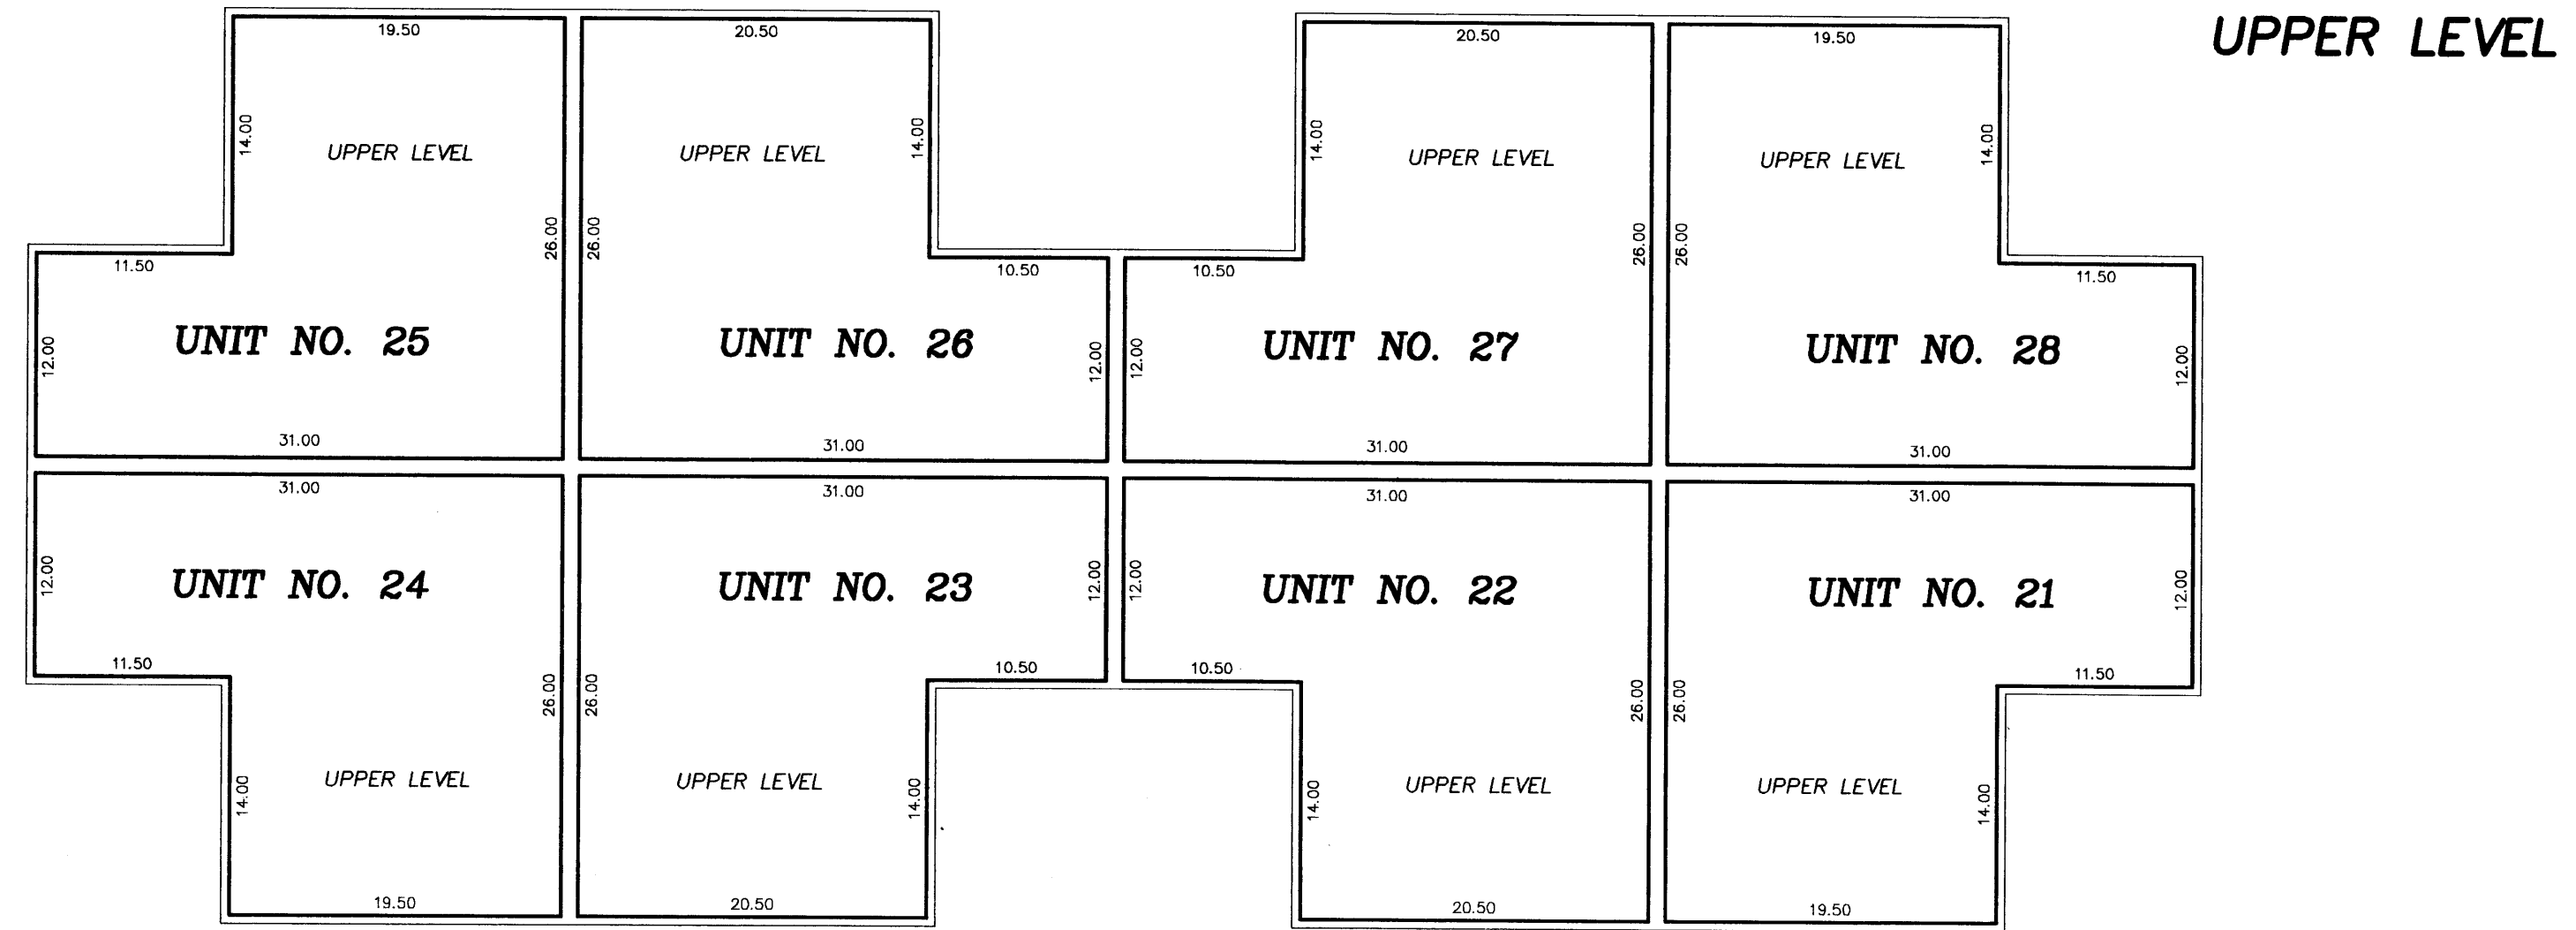 UPPER LEVEL
19.50
20.50
20.50
19.50
14.00
UPPER LEVEL
UPPER LEVEL
14.00
14.00
UPPER LEVEL
UPPER LEVEL
14.00
26.00
26.00
26.00
26.00
11.50
10.50
10.50
11.50
12.00
UNIT NO. 25
UNIT NO. 26
12.00
12.00
UNIT NO. 27
UNIT NO. 28
12.00
31.00
31.00
31.00
31.00
31.00
31.00
31.00
31.00
12.00
UNIT NO. 24
UNIT NO. 23
12.00
12.00
UNIT NO. 22
UNIT NO. 21
12.00
11.50
10.50
10.50
11.50
26.00
26.00
26.00
26.00
14.00
UPPER LEVEL
UPPER LEVEL
14.00
14.00
UPPER LEVEL
UPPER LEVEL
14.00
19.50
20.50
20.50
19.50